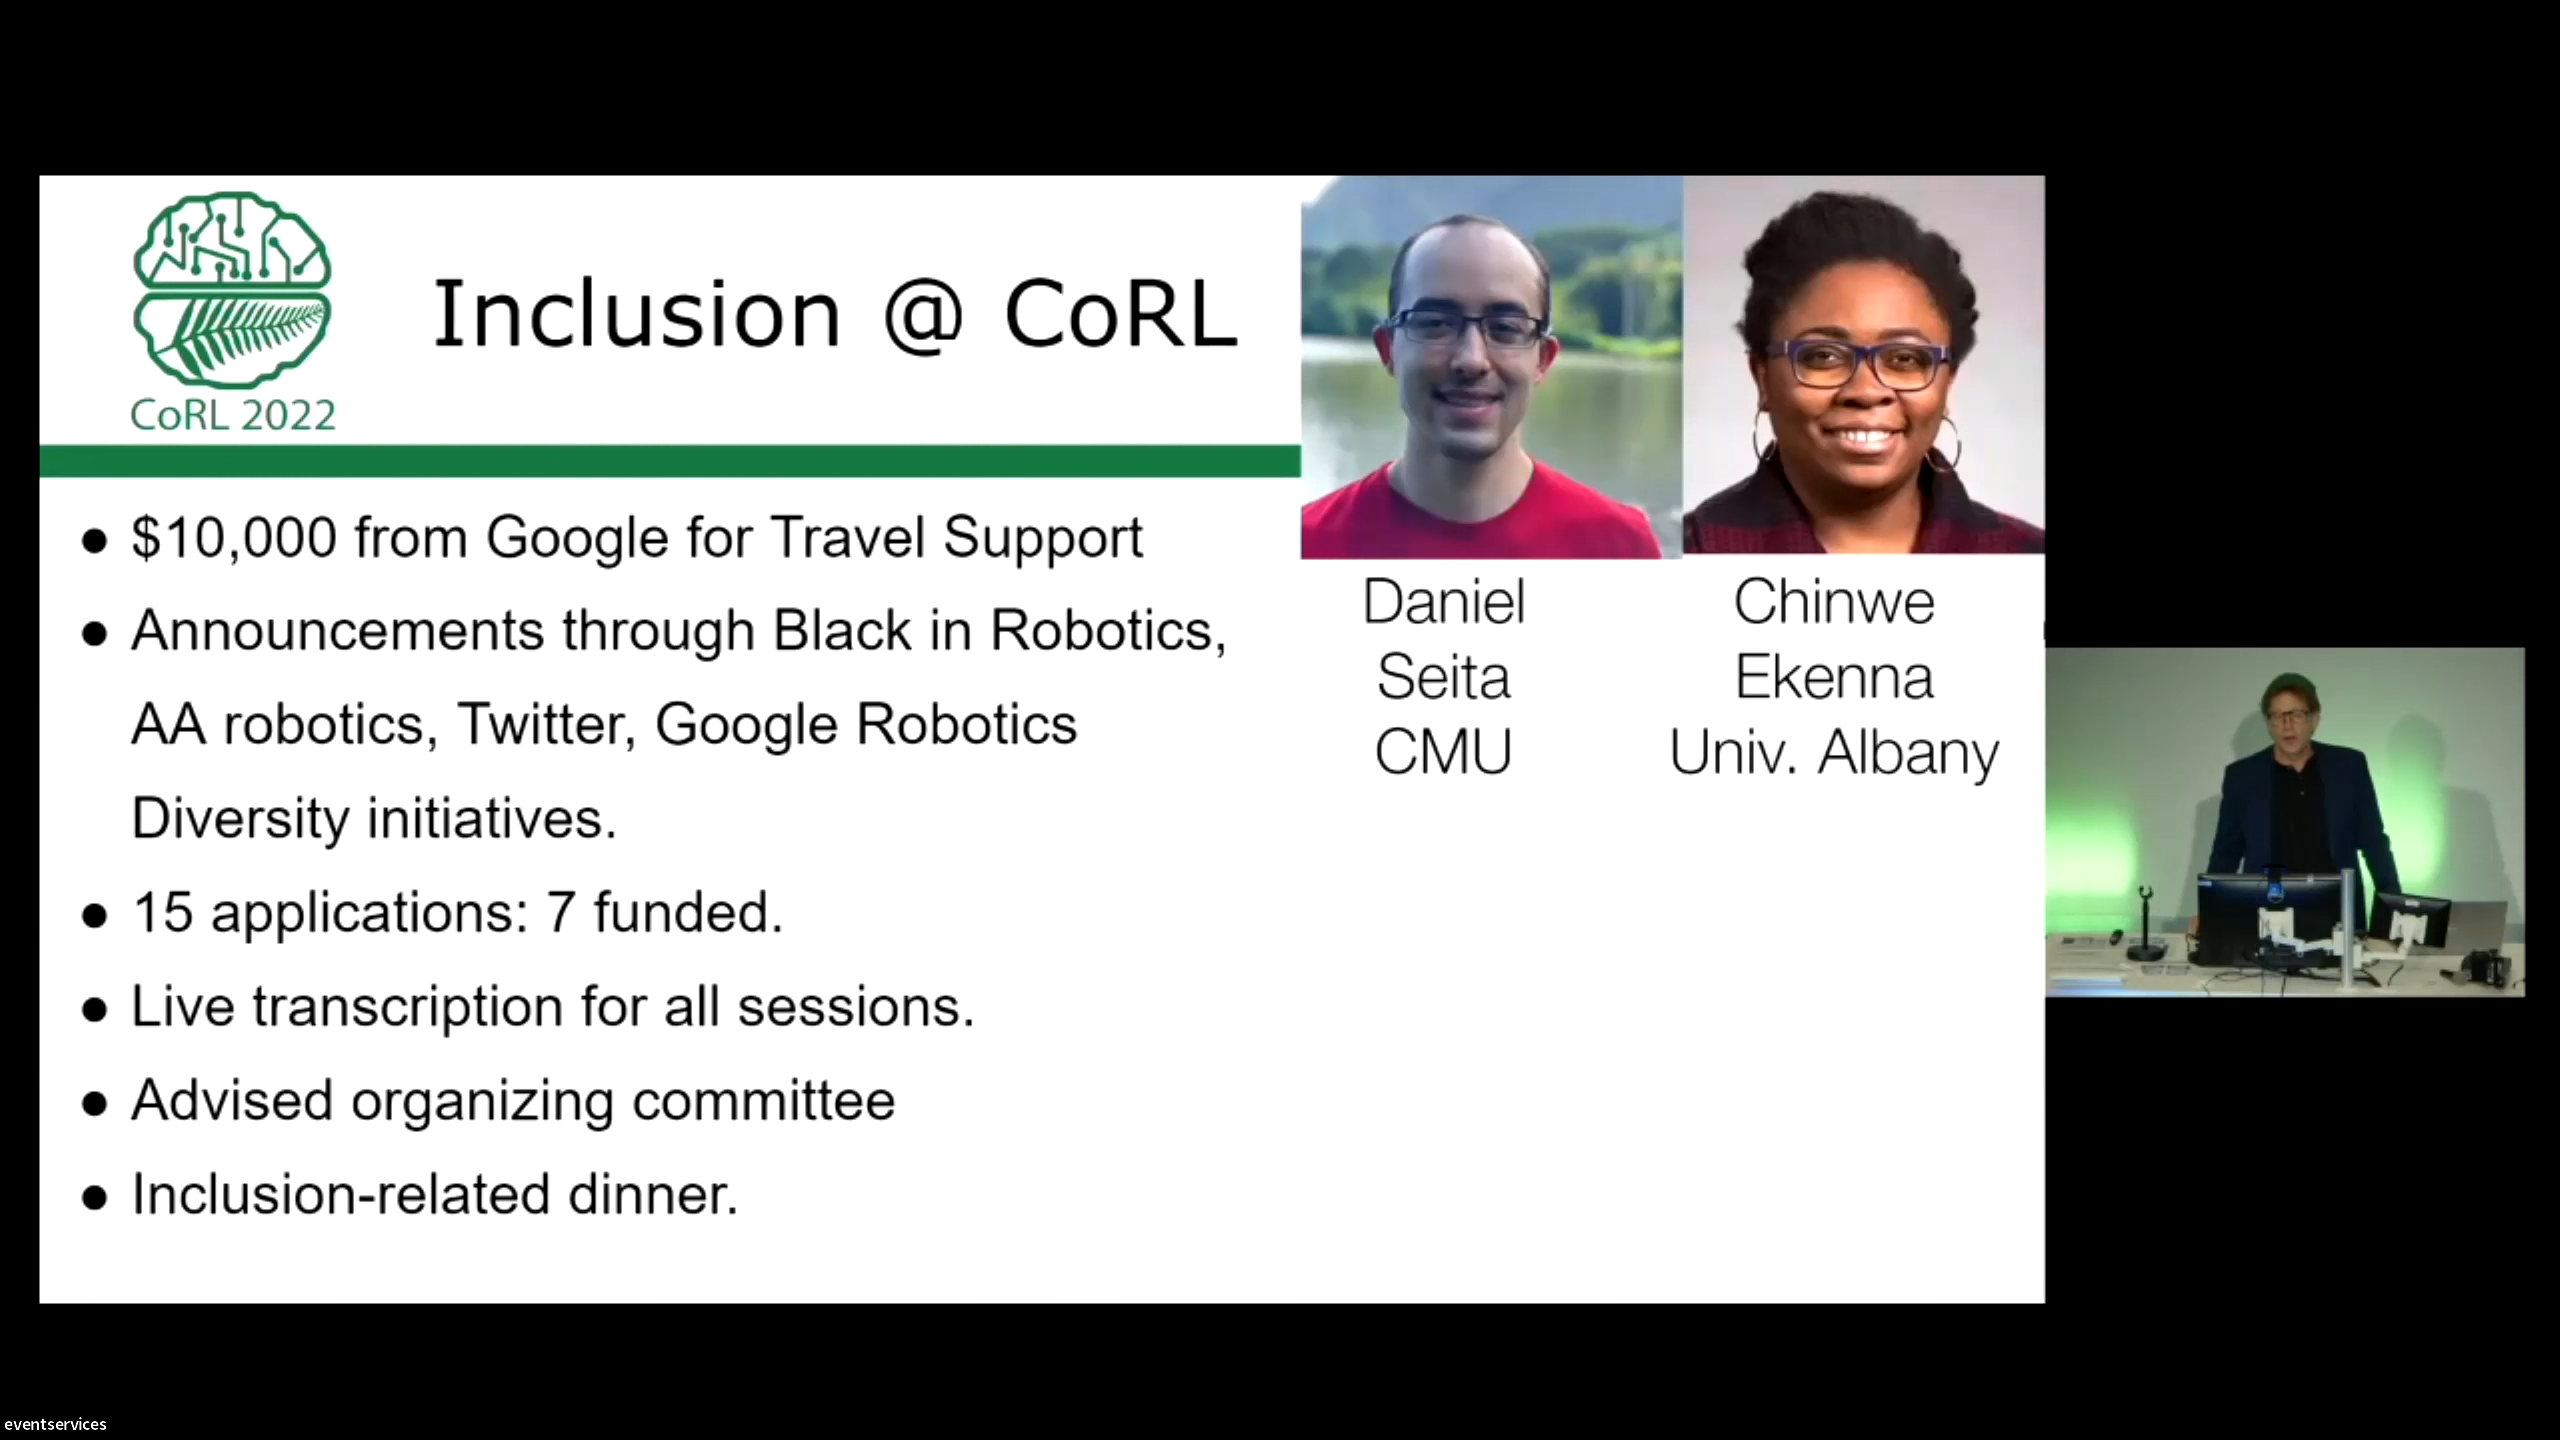 CoRL 2022
Inclusion @ CoRL
● $10,000 from Google for Travel Support
● Announcements through Black in Robotics,
AA robotics, Twitter, Google Robotics
Diversity initiatives.
● 15 applications: 7 funded.
● Live transcription for all sessions.
● Advised organizing committee
● Inclusion-related dinner.
Daniel
Seita
CMU
Chinwe
Ekenna
Univ. Albany
eventservices